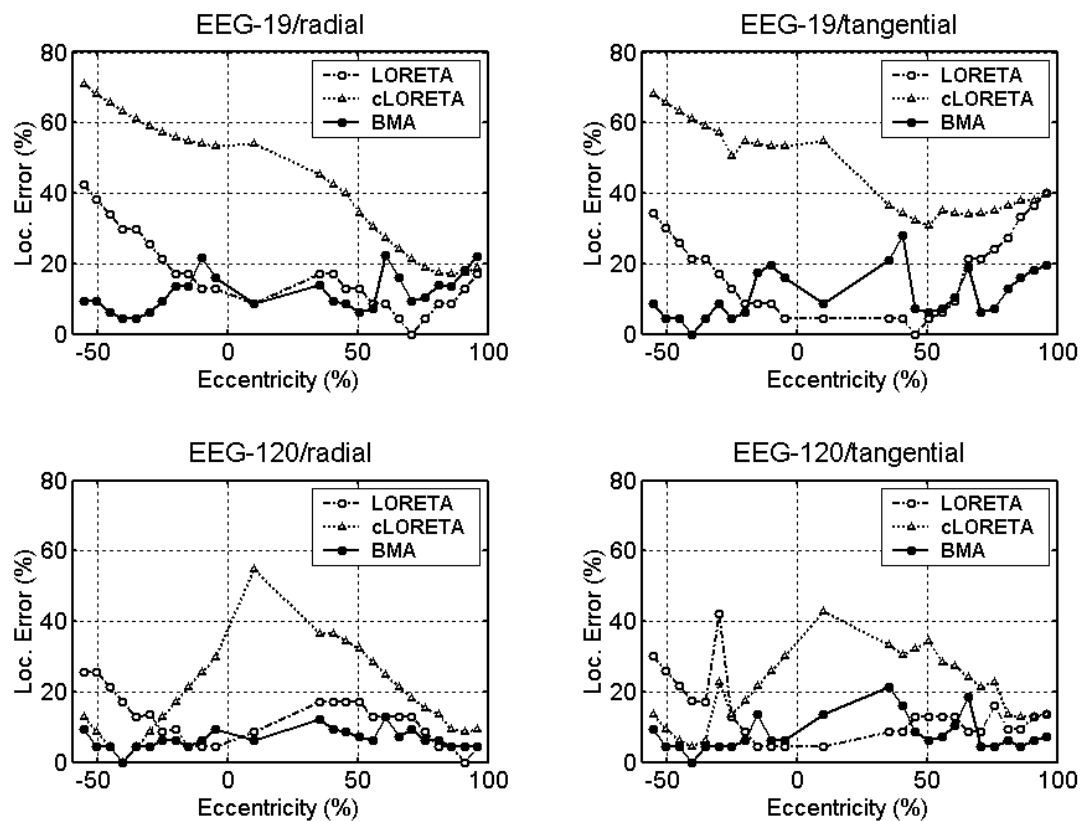 EEG-19/radial
80
60
40
20
0
Loc. Error (%)
LORETA
cLORETA
BMA
-50
0
50
100
Eccentricity (%)
EEG-19/tangential
80
60
40
20
0
Loc. Error (%)
LORETA
cLORETA
BMA
-50
0
50
100
Eccentricity (%)
EEG-120/radial
80
60
40
20
0
Loc. Error (%)
LORETA
cLORETA
BMA
-50
0
50
100
Eccentricity (%)
EEG-120/tangential
80
60
40
20
0
Loc. Error (%)
LORETA
cLORETA
BMA
-50
0
50
100
Eccentricity (%)